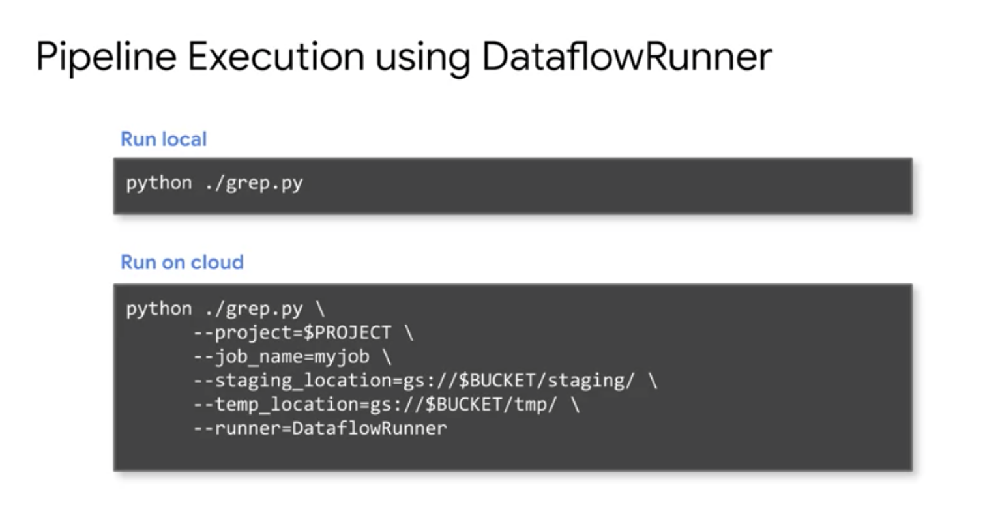 Pipeline Execution using DataflowRunner
Run local
python ./grep.py
Run on cloud
python ./grep.py \
--project=$PROJECT \
--job_name=myjob \
--staging_location=gs://$BUCKET/staging/ \
--temp_location=gs://$BUCKET/tmp/ \
--runner=DataflowRunner